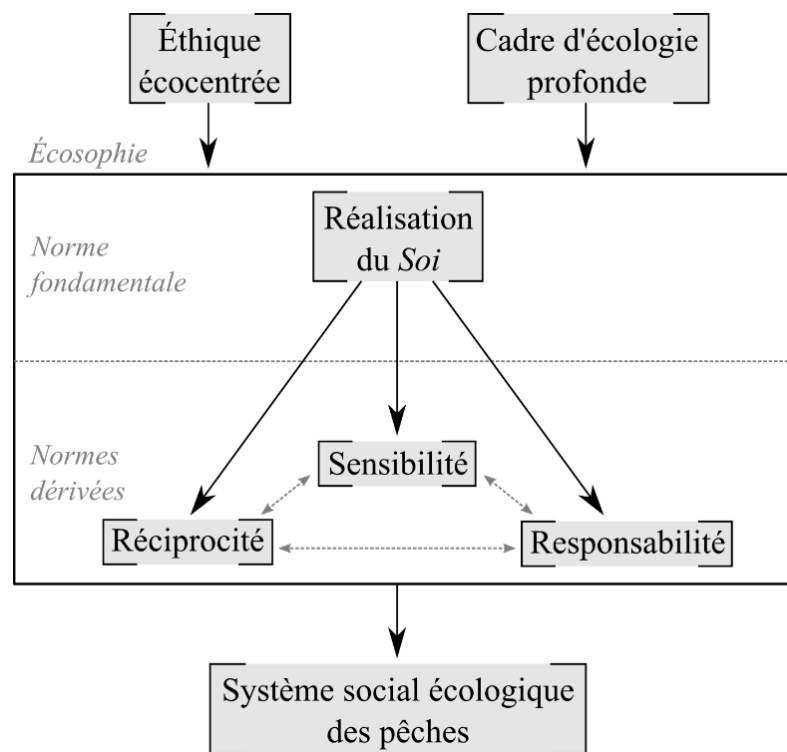 Éthique
écocentrée
Cadre d'écologie
profonde
Écosophie
Norme
fondamentale
Réalisation
du Soi
Normes
dérivées
Sensibilité
Réciprocité
Responsabilité
Système social écologique
des pêches